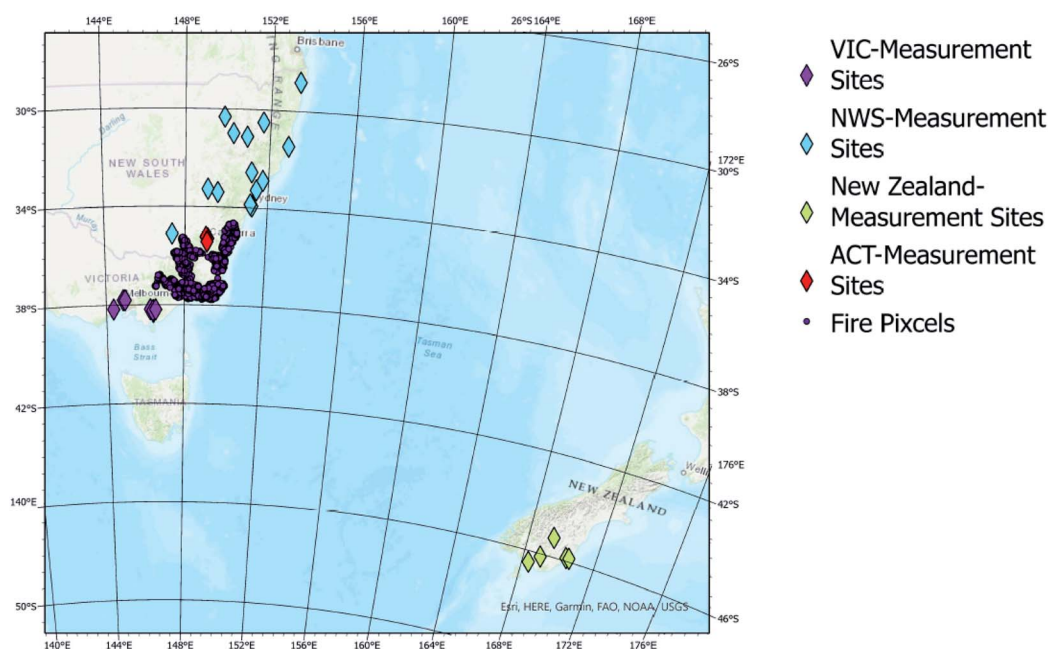 144°E 148°E 152°E 156°E 160°E 26°S 164°E 168°E
Brisbane
26°S
30°S
Darling
NEW SOUTH
WALES
172°E
30°S
34°S
Murray
VICTORIA
34°S
38°S
Bass
Strait
Tasman
Sea
38°S
TASMANIA
42°S
176°E
NEW ZEALAND
42°S
140°E
50°S
Esri, HERE, Garmin, FAO, NOAA, USGS
46°S
140°E 144°E 148°E 152°E 156°E 160°E 164°E 168°E 172°E 176°E
VIC-Measurement
Sites
NWS-Measurement
Sites
New Zealand-
Measurement Sites
ACT-Measurement
Sites
Fire Pixcels